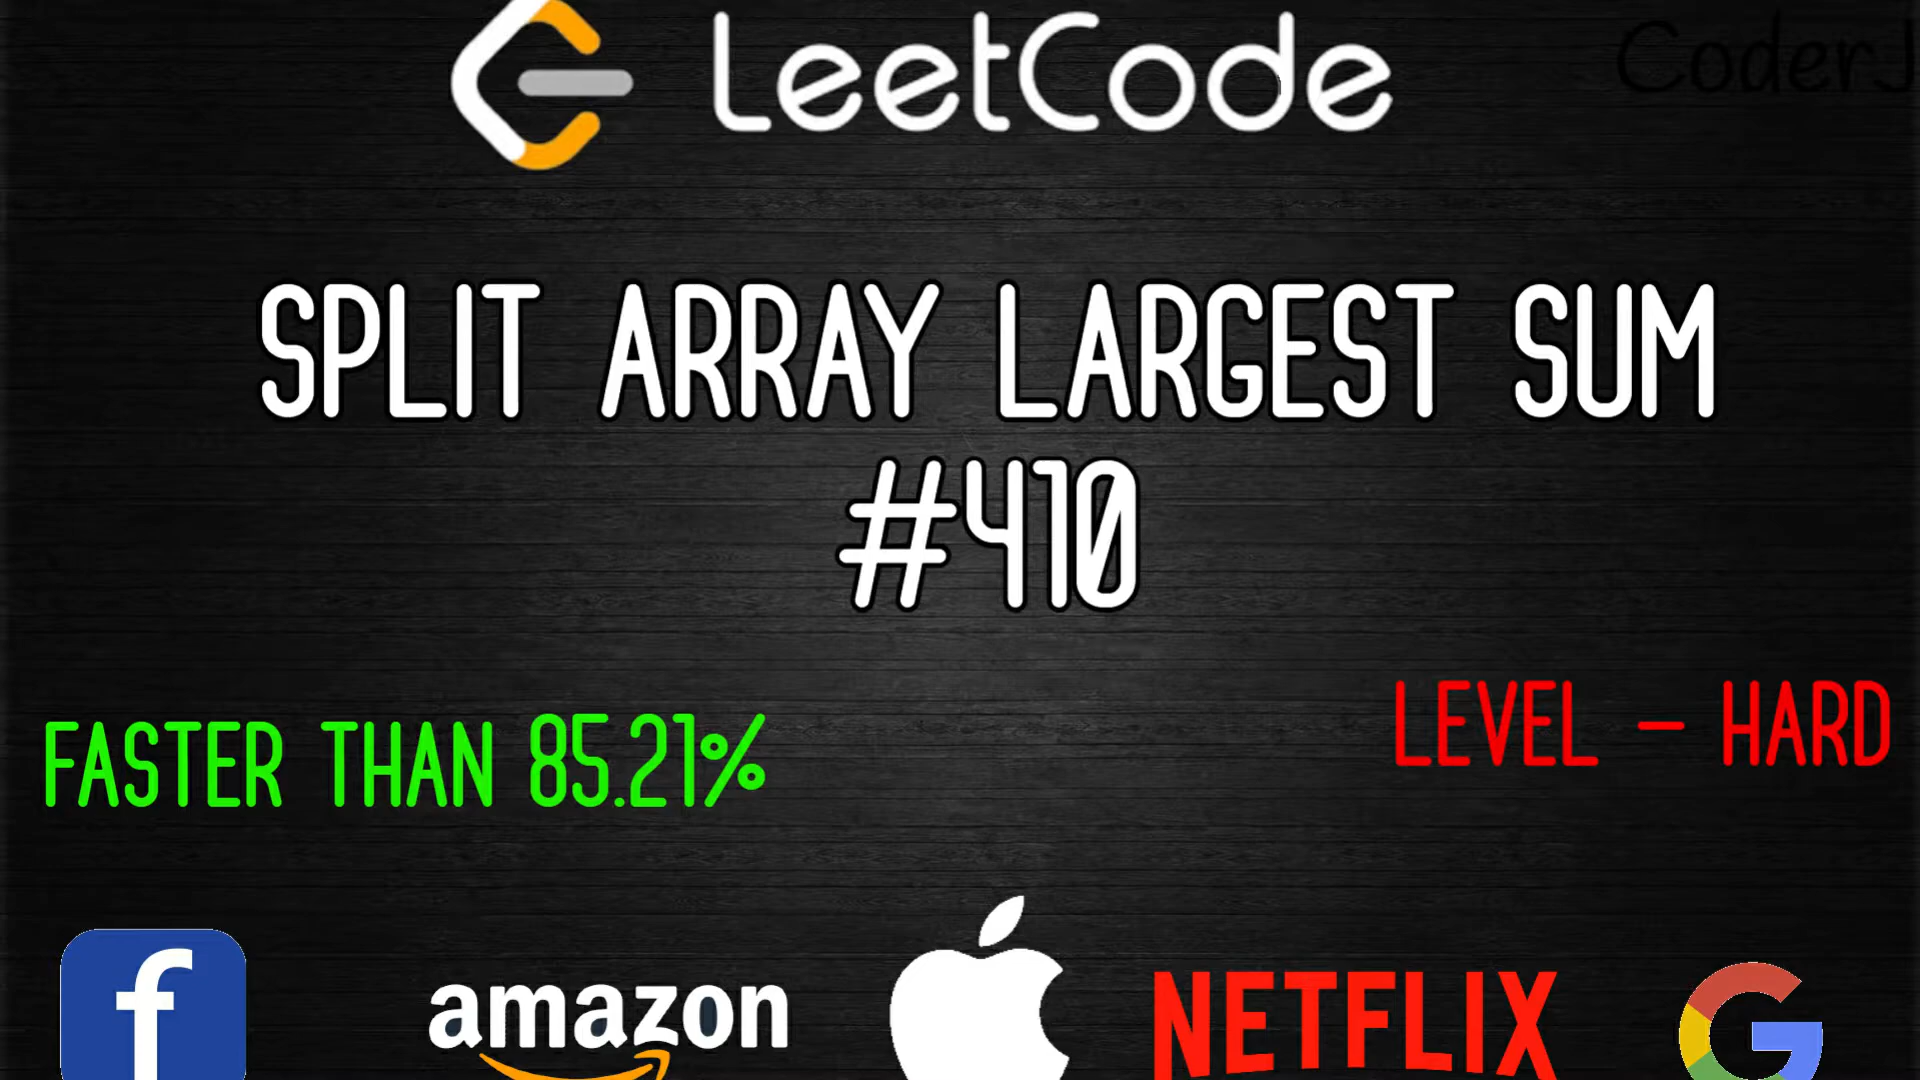 LeetCode
CoderJ
SPLIT ARRAY LARGEST SUM
#410
LEVEL - HARD
FASTER THAN 85.21%
f
amazon
NETFLIX
G